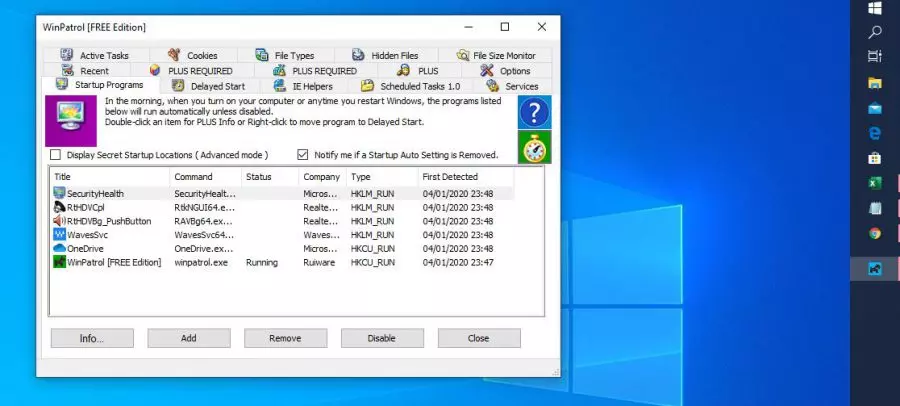 WinPatrol [FREE Edition]
Active Tasks Cookies File Types Hidden Files File Size Monitor
Recent PLUS REQUIRED PLUS REQUIRED PLUS Options
Startup Programs Delayed Start IE Helpers Scheduled Tasks 1.0 Services
In the morning, when you turn on your computer or anytime you restart Windows, the programs listed
below will run automatically unless disabled.
Double-click an item for PLUS Info or Right-click to move program to Delayed Start.
Display Secret Startup Locations ( Advanced mode ) Notify me if a Startup Auto Setting is Removed.
Title Command Status Company Type First Detected
SecurityHealth SecurityHealt... Micros... HKLM_RUN 04/01/2020 23:48
RtHDVCpl RtkNGUI64.e... Realte... HKLM_RUN 04/01/2020 23:48
RtHDVBg_PushButton RAVBg64.ex... Realte... HKLM_RUN 04/01/2020 23:48
WavesSvc WavesSvc64... Waves... HKLM_RUN 04/01/2020 23:48
OneDrive OneDrive.ex... Micros... HKCU_RUN 04/01/2020 23:48
WinPatrol [FREE Edition] winpatrol.exe Running Ruiware HKCU_RUN 04/01/2020 23:47
Info... Add Remove Disable Close